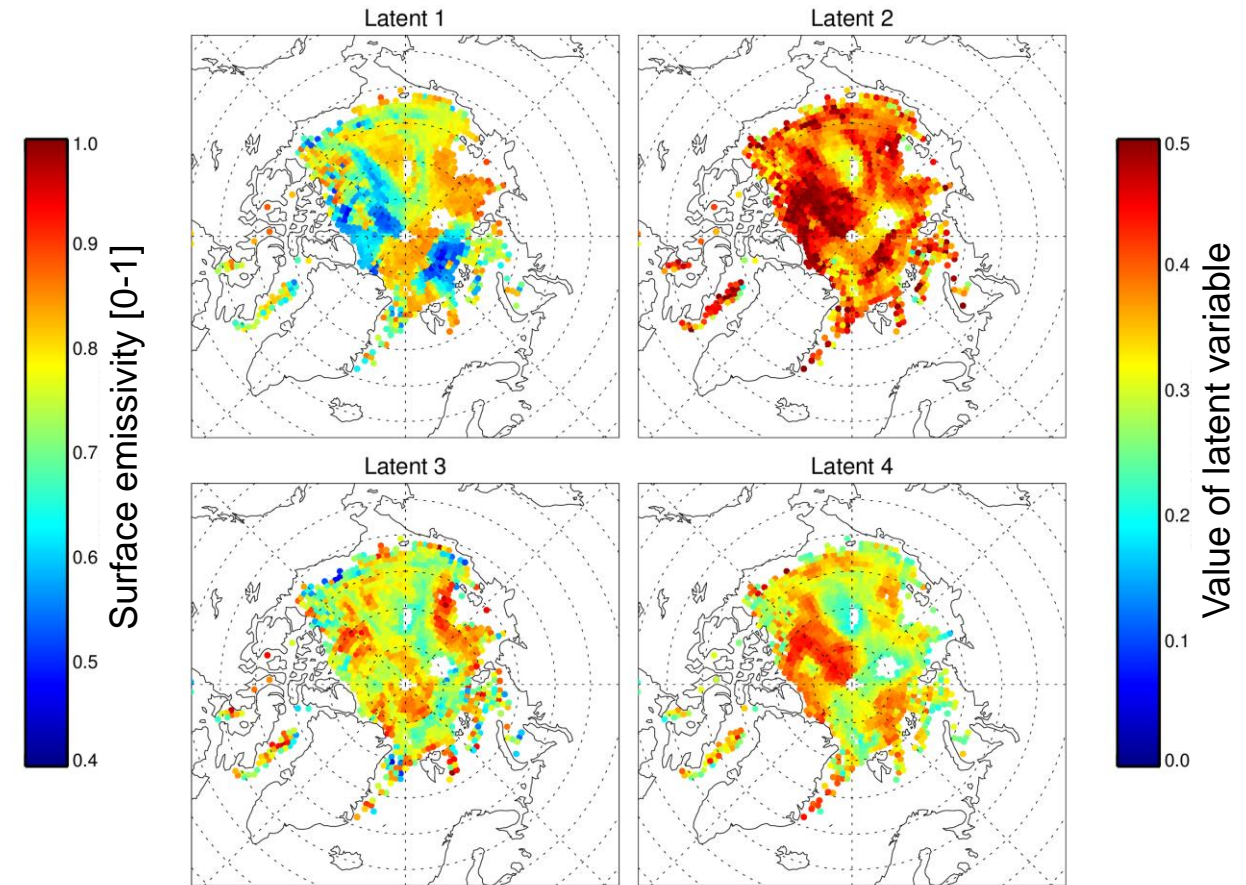 Latent 1
Latent 2
1.0
0.9
0.8
0.7
0.6
0.5
0.4
Surface emissivity [0-1]
0.5
0.4
0.3
0.2
0.1
0.0
Value of latent variable
Latent 3
Latent 4